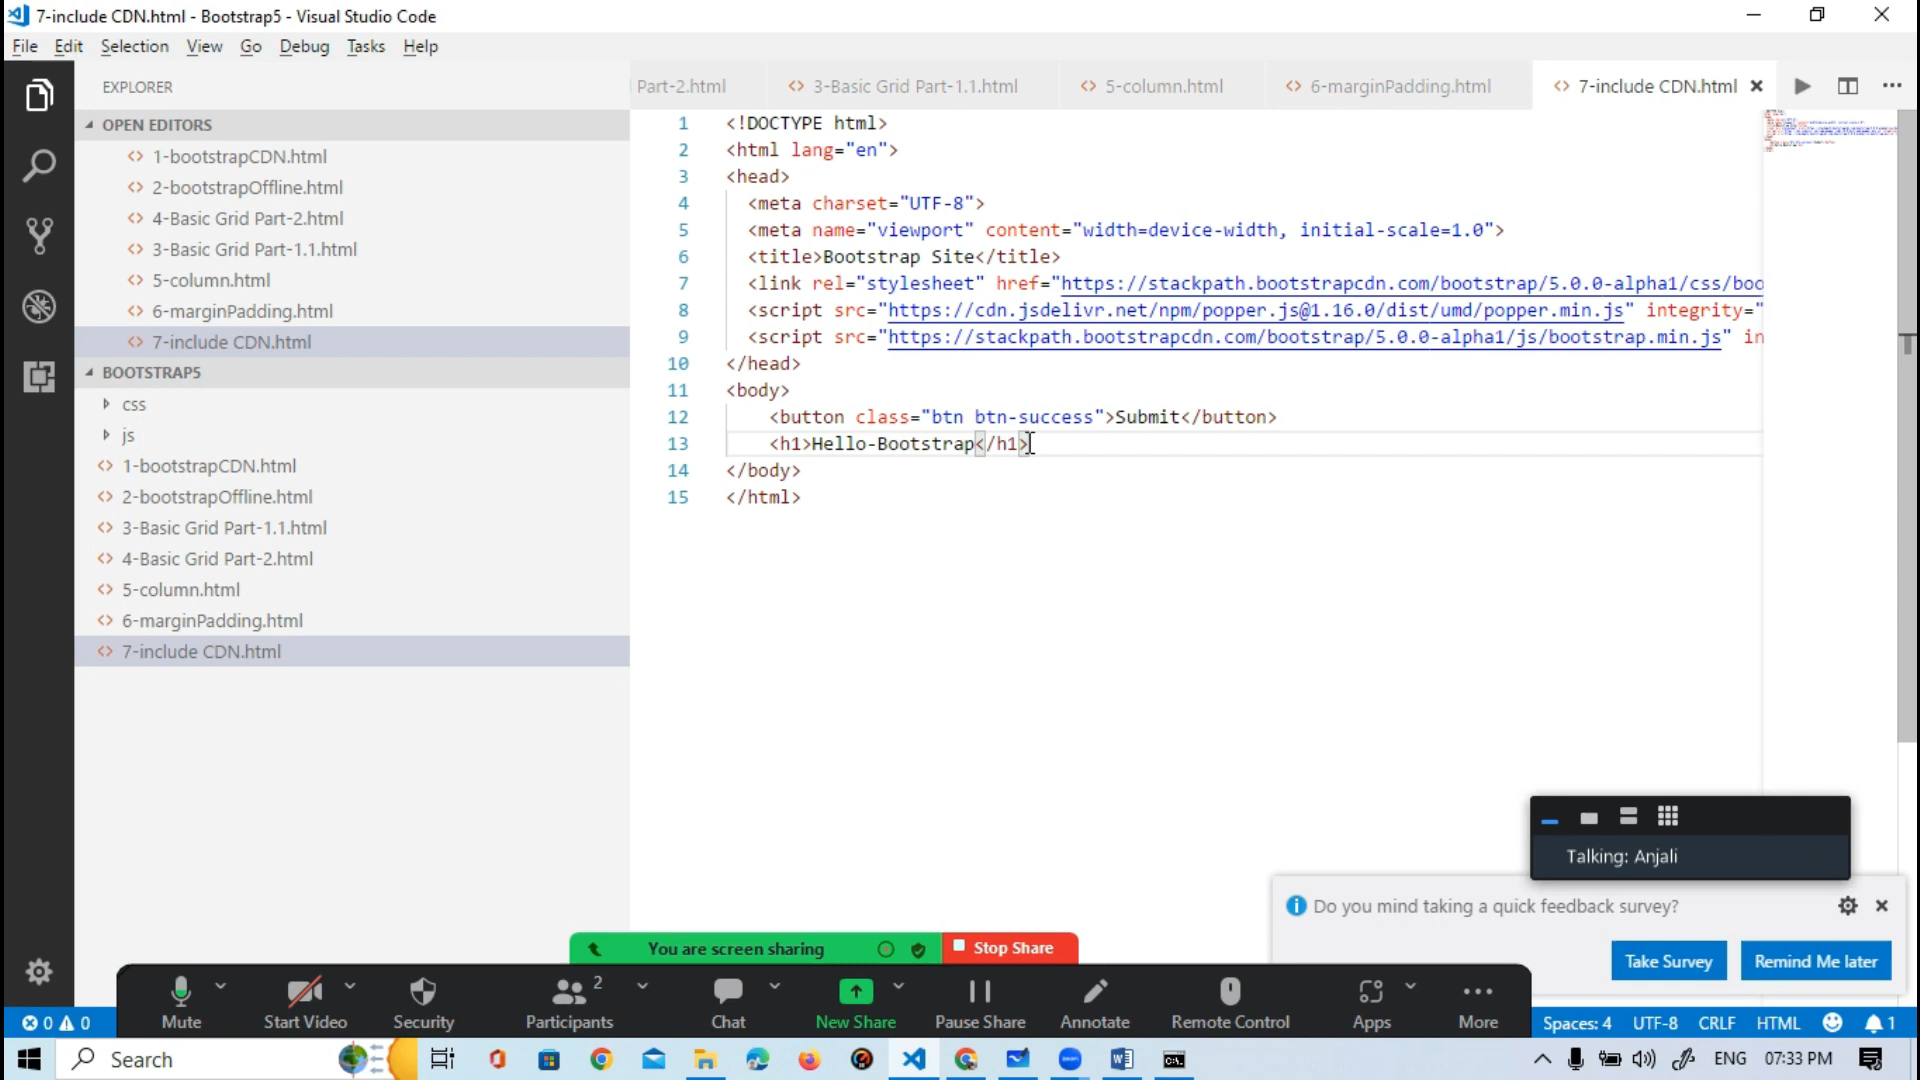 7-include CDN.html - Bootstrap5 - Visual Studio Code
File Edit Selection View Go Debug Tasks Help
EXPLORER
Part-2.html 3-Basic Grid Part-1.1.html 5-column.html 6-marginPadding.html 7-include CDN.html
OPEN EDITORS
1-bootstrapCDN.html
2-bootstrapOffline.html
4-Basic Grid Part-2.html
3-Basic Grid Part-1.1.html
5-column.html
6-marginPadding.html
7-include CDN.html
BOOTSTRAP5
css
js
1-bootstrapCDN.html
2-bootstrapOffline.html
3-Basic Grid Part-1.1.html
4-Basic Grid Part-2.html
5-column.html
6-marginPadding.html
7-include CDN.html
1 <!DOCTYPE html>
2 <html lang="en">
3 <head>
4 <meta charset="UTF-8">
5 <meta name="viewport" content="width=device-width, initial-scale=1.0">
6 <title>Bootstrap Site</title>
7 <link rel="stylesheet" href="https://stackpath.bootstrapcdn.com/bootstrap/5.0.0-alpha1/css/boo
8 <script src="https://cdn.jsdelivr.net/npm/popper.js@1.16.0/dist/umd/popper.min.js" integrity="
9 <script src="https://stackpath.bootstrapcdn.com/bootstrap/5.0.0-alpha1/js/bootstrap.min.js" in
10 </head>
11 <body>
12 <button class="btn btn-success">Submit</button>
13 <h1>Hello-Bootstrap</h1>
14 </body>
15 </html>
Talking: Anjali
Do you mind taking a quick feedback survey?
Take Survey Remind Me later
You are screen sharing Stop Share
2
Mute Start Video Security Participants Chat New Share Pause Share Annotate Remote Control Apps More
0 0 Spaces: 4 UTF-8 CRLF HTML 1
Search ENG 07:33 PM